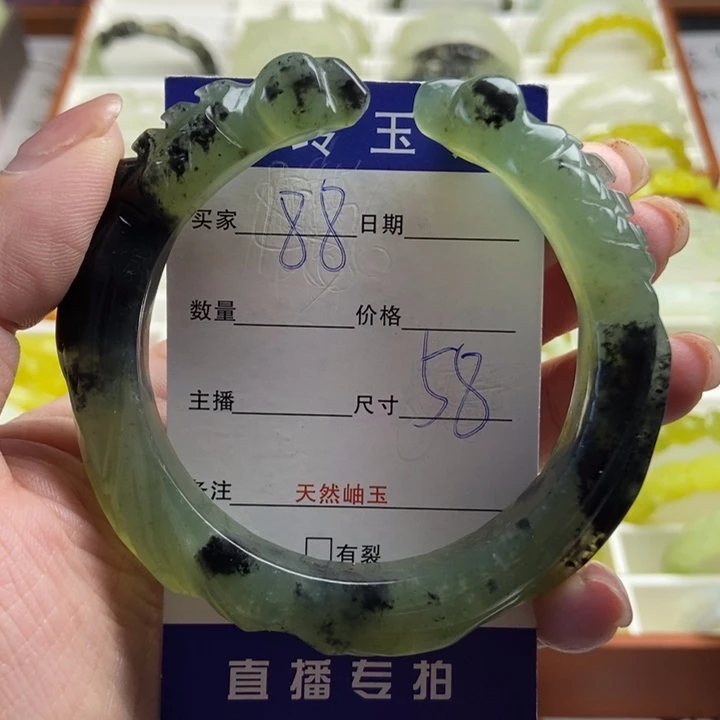 玉
买家 88 日期
数量 价格
主播 尺寸 58
备注 天然岫玉
□有裂
直播专拍